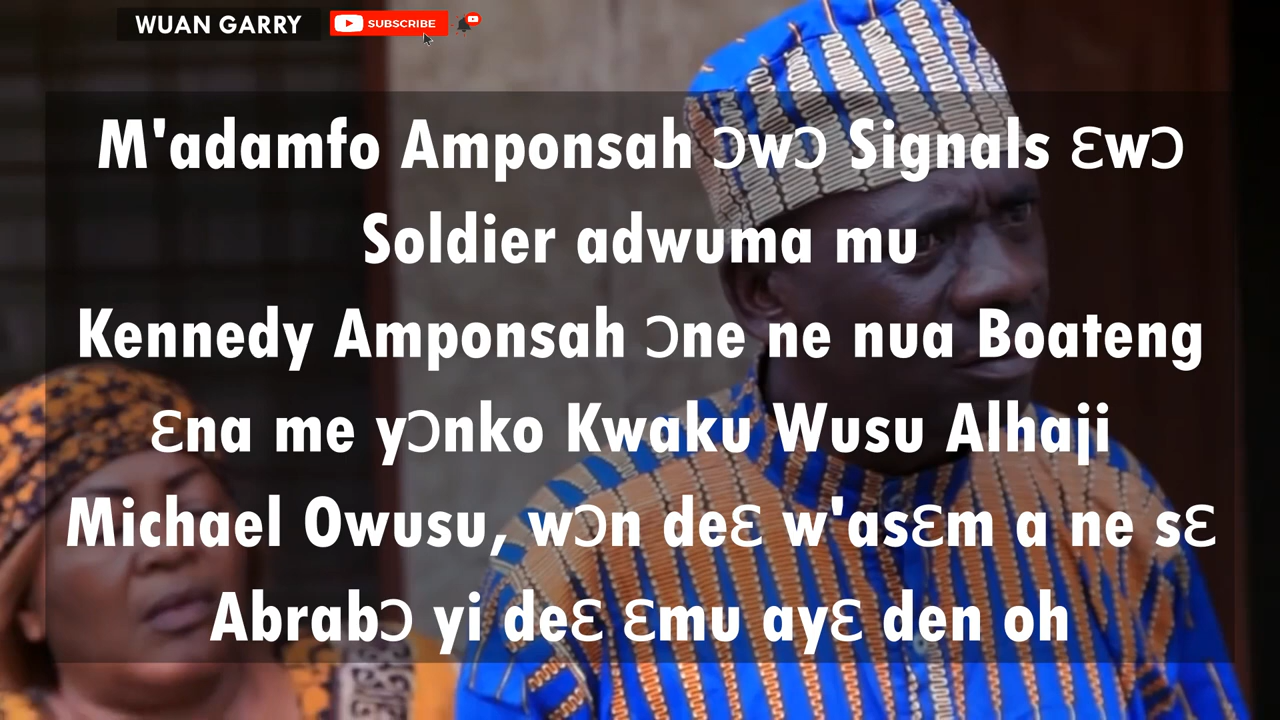 WUAN GARRY SUBSCRIBE
M'adamfo Amponsah ɔwɔ Signals Ɛwɔ
Soldier adwuma mu
Kennedy Amponsah Ɔne ne nua Boateng
Ɛna me yɔnko Kwaku Wusu Alhaji
Michael Owusu, wɔn deɛ w'asɛm a ne sɛ
Abrabɔ yi deɛ ɛmu ayɛ den oh